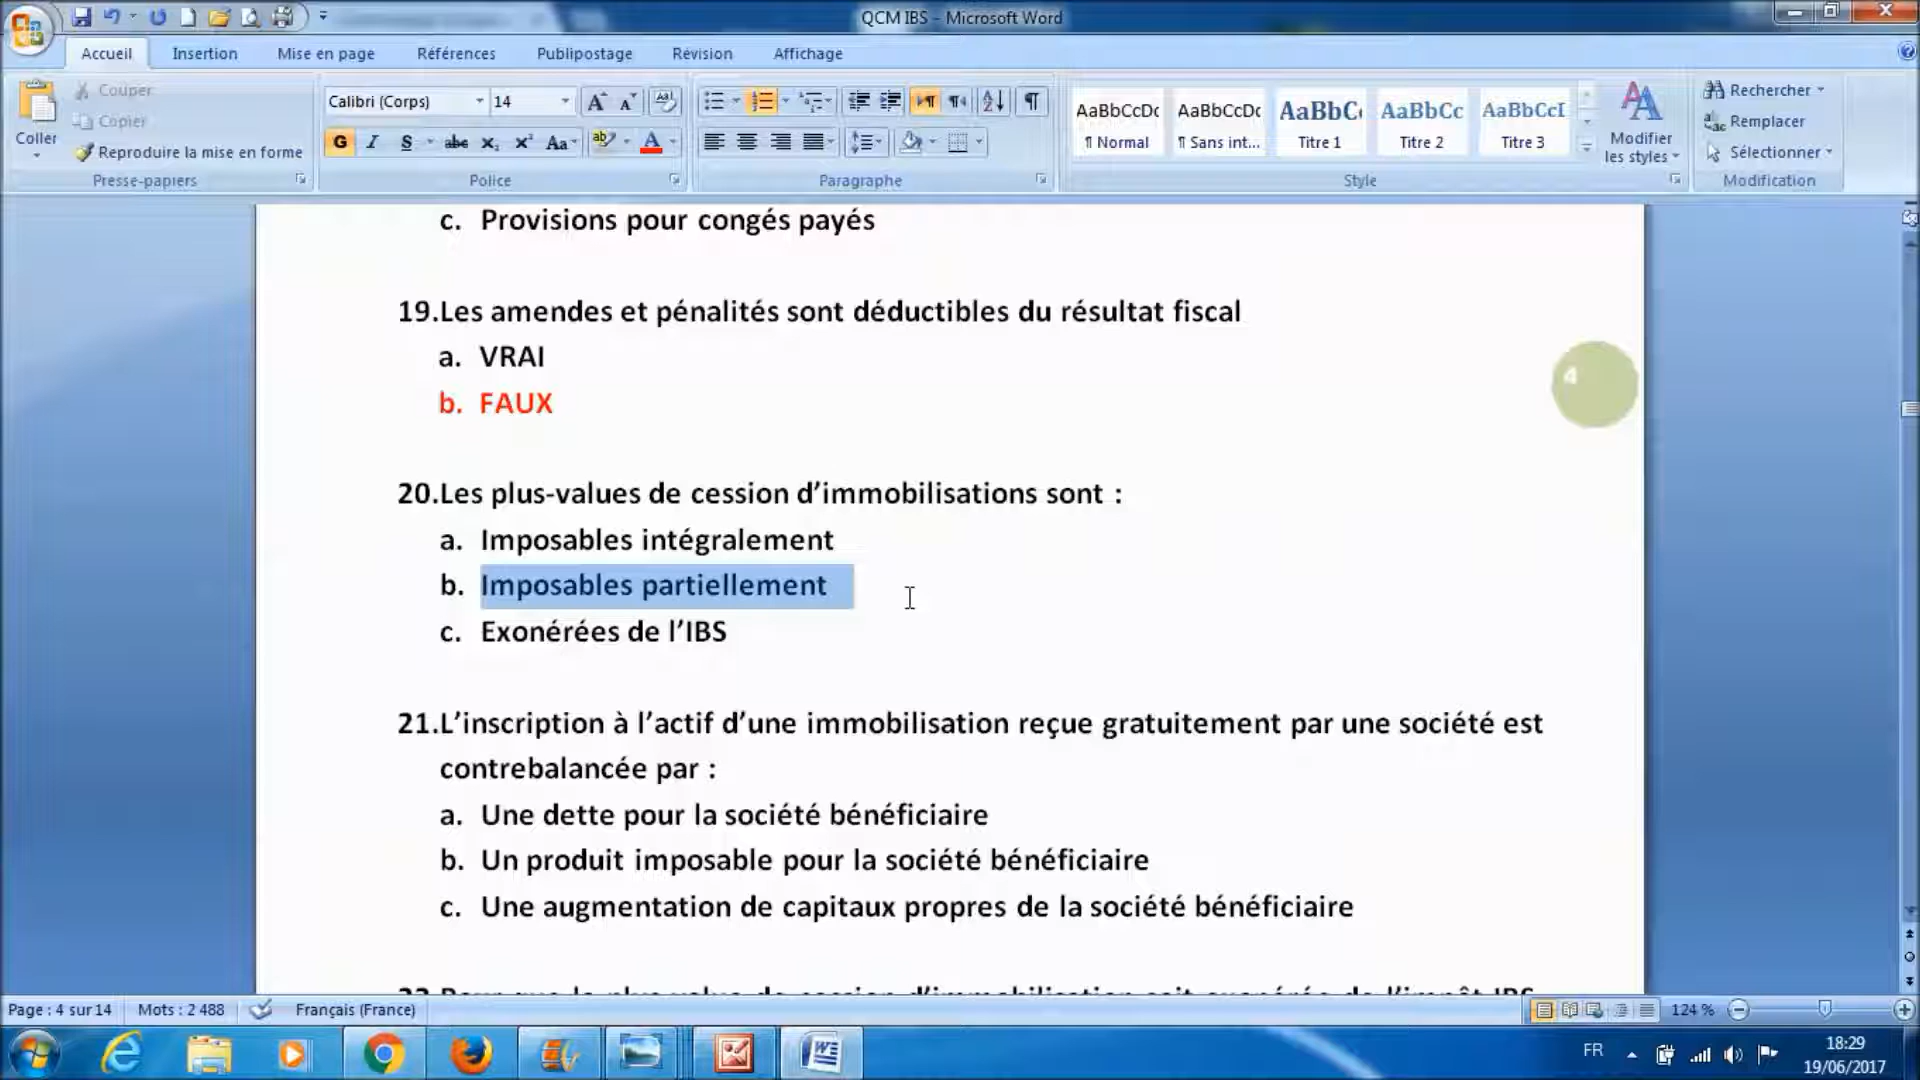 QCM IBS - Microsoft Word
Accueil Insertion Mise en page Références Publipostage Révision Affichage
Coller
Couper
Copier
Reproduire la mise en forme
Presse-papiers
Calibri (Corps) 14
G I S abc X₂ X² Aa
Police
Paragraphe
AaBbCcDc AaBbCcDc AaBbC AaBbCc AaBbCcI
¶ Normal ¶ Sans int... Titre 1 Titre 2 Titre 3
Modifier
les styles
Style
Rechercher
Remplacer
Sélectionner
Modification
c. Provisions pour congés payés
19.Les amendes et pénalités sont déductibles du résultat fiscal
a. VRAI
b. FAUX
4
20.Les plus-values de cession d’immobilisations sont :
a. Imposables intégralement
b. Imposables partiellement
c. Exonérées de l’IBS
21.L’inscription à l’actif d’une immobilisation reçue gratuitement par une société est
contrebalancée par :
a. Une dette pour la société bénéficiaire
b. Un produit imposable pour la société bénéficiaire
c. Une augmentation de capitaux propres de la société bénéficiaire
Page : 4 sur 14 Mots : 2 488 Français (France) 124 %
FR
18:29
19/06/2017